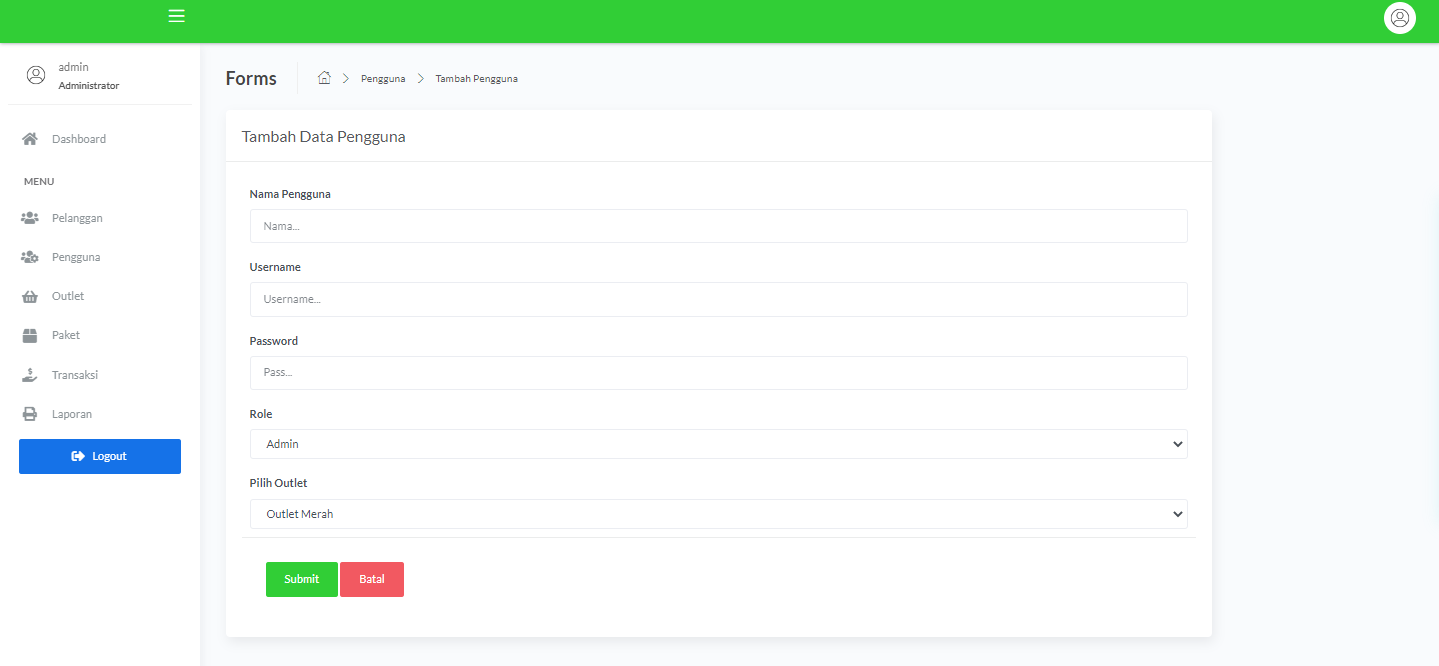 admin
Administrator
Dashboard
MENU
Pelanggan
Pengguna
Outlet
Paket
Transaksi
Laporan
Logout
Forms
Pengguna
Tambah Pengguna
Tambah Data Pengguna
Nama Pengguna
Nama...
Username
Username...
Password
Pass...
Role
Admin
Pilih Outlet
Outlet Merah
Submit
Batal